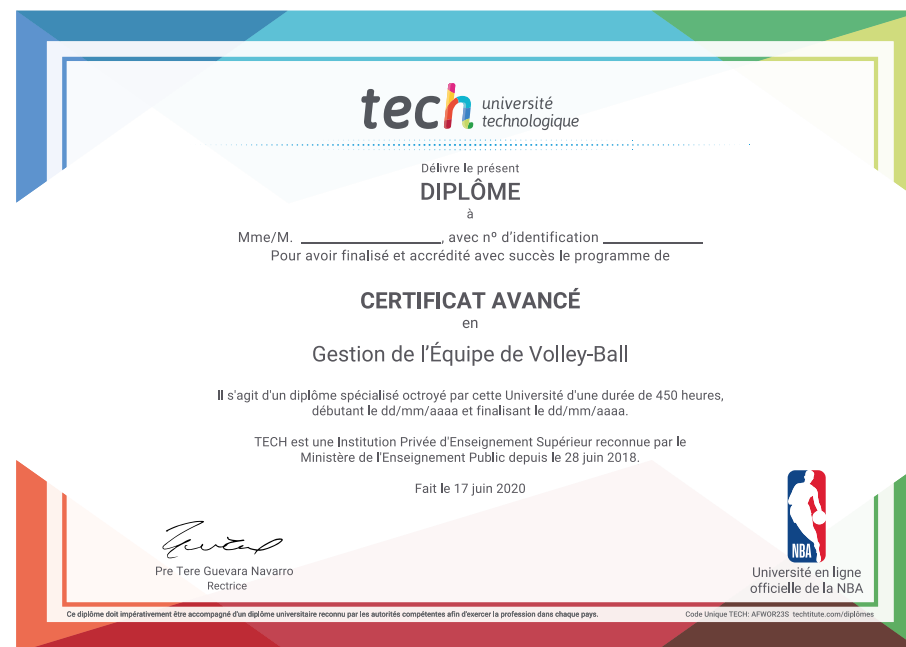 tech université technologique
Délivre le présent
DIPLÔME
à
Mme/M. ____________________, avec nº d'identification ______________
Pour avoir finalisé et accrédité avec succès le programme de
CERTIFICAT AVANCÉ
en
Gestion de l'Équipe de Volley-Ball
Il s'agit d'un diplôme spécialisé octroyé par cette Université d'une durée de 450 heures,
débutant le dd/mm/aaaa et finalisant le dd/mm/aaaa.
TECH est une Institution Privée d'Enseignement Supérieur reconnue par le
Ministère de l'Enseignement Public depuis le 28 juin 2018.
Fait le 17 juin 2020
Pre Tere Guevara Navarro
Rectrice
NBA
Université en ligne
officielle de la NBA
Ce diplôme doit impérativement être accompagné d'un diplôme universitaire reconnu par les autorités compétentes afin d'exercer la profession dans chaque pays.
Code Unique TECH: AFWOR23S techtitute.com/diplômes